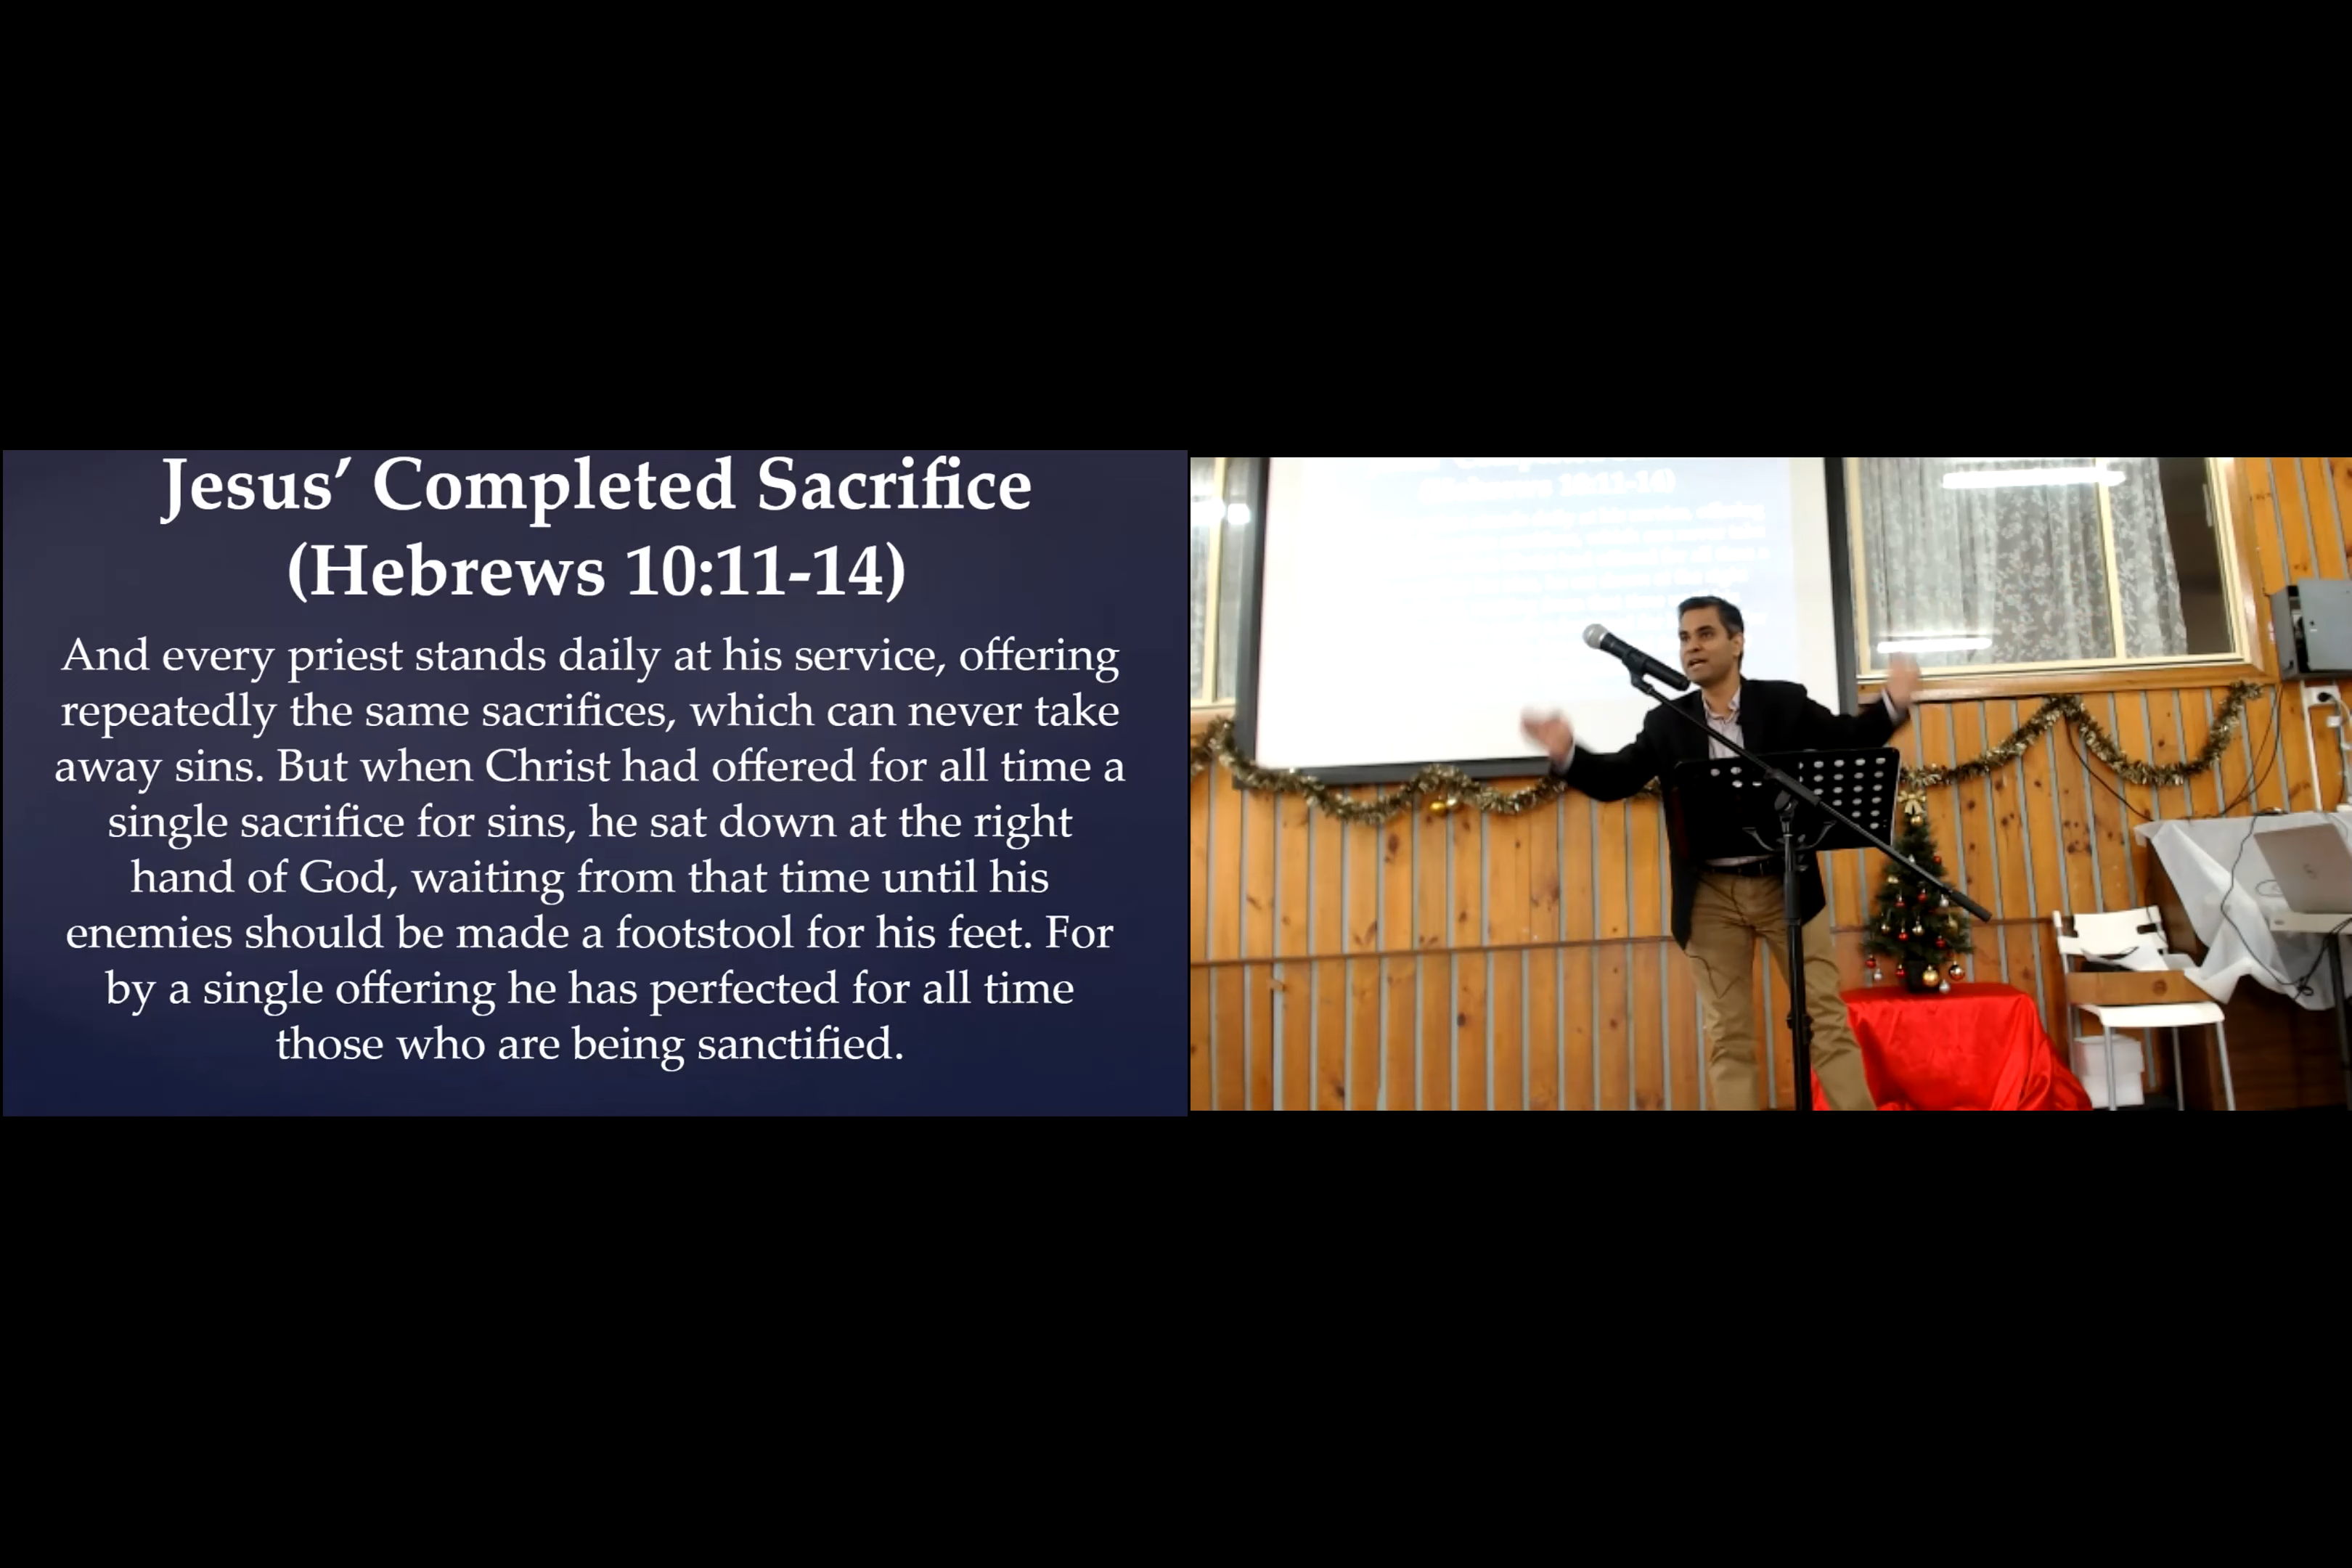 Jesus’ Completed Sacrifice
(Hebrews 10:11-14)
And every priest stands daily at his service, offering
repeatedly the same sacrifices, which can never take
away sins. But when Christ had offered for all time a
single sacrifice for sins, he sat down at the right
hand of God, waiting from that time until his
enemies should be made a footstool for his feet. For
by a single offering he has perfected for all time
those who are being sanctified.